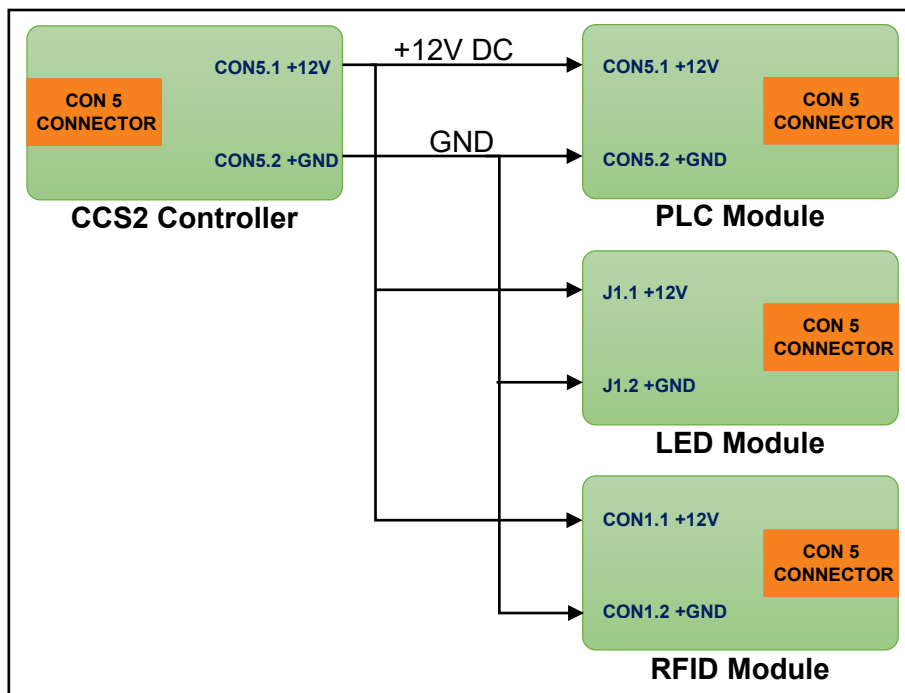 CON5.1 +12V
CON 5
CONNECTOR
CON5.2 +GND
CCS2 Controller
+12V DC
GND
CON5.1 +12V
CON 5
CONNECTOR
CON5.2 +GND
PLC Module
J1.1 +12V
CON 5
CONNECTOR
J1.2 +GND
LED Module
CON1.1 +12V
CON 5
CONNECTOR
CON1.2 +GND
RFID Module